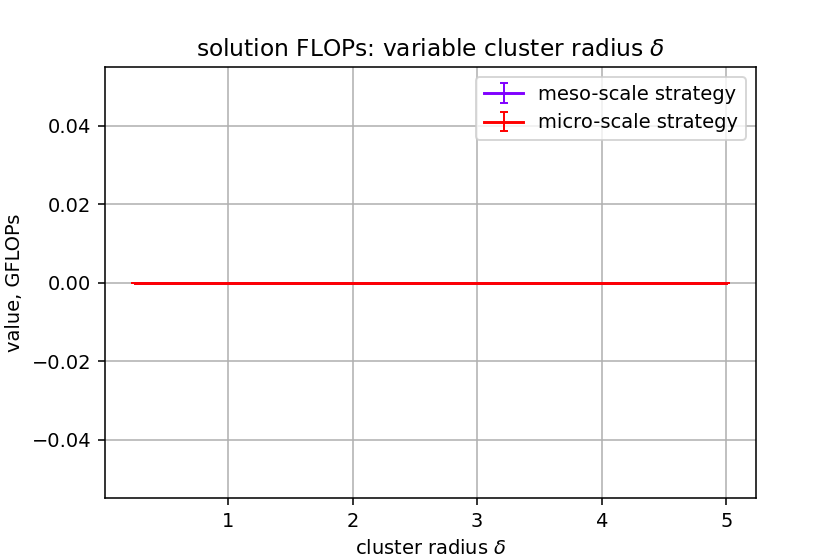 solution FLOPs: variable cluster radius δ
meso-scale strategy
micro-scale strategy
value, GFLOPs
0.04
0.02
0.00
−0.02
−0.04
1 2 3 4 5
cluster radius δ